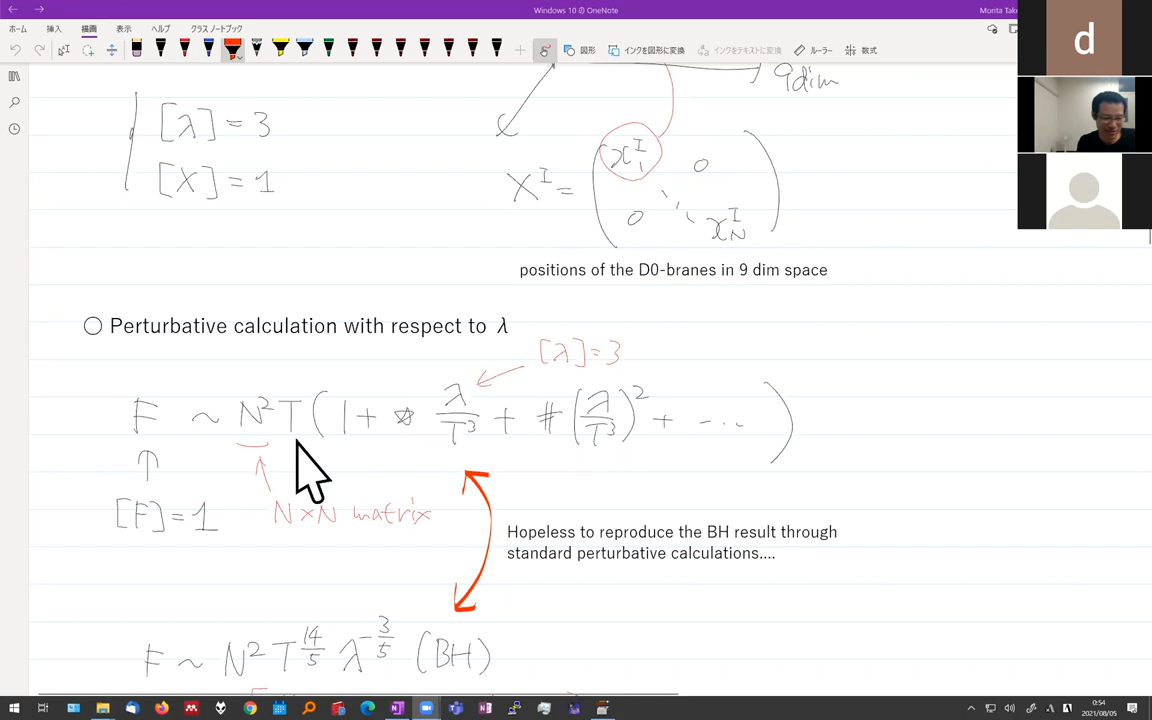 Windows 10 の OneNote
Morita Take
ホーム 挿入 描画 表示 ヘルプ クラス ノートブック
図形 インクを図形に変換 インクをテキストに変換 ルーラー 数式
d
9dim
[λ] = 3
[X] = 1
X^I = ( x_1^I 0 ⋱ 0 x_N^I )
positions of the D0-branes in 9 dim space
○ Perturbative calculation with respect to λ
[λ] = 3
F ~ N²T ( 1 + ☆ λ/T³ + # (λ/T³)² + ... )
↑
[F] = 1
N×N matrix
Hopeless to reproduce the BH result through
standard perturbative calculations....
F ~ N² T^{14/5} λ^{-3/5} (BH)
0:54
2021/08/05